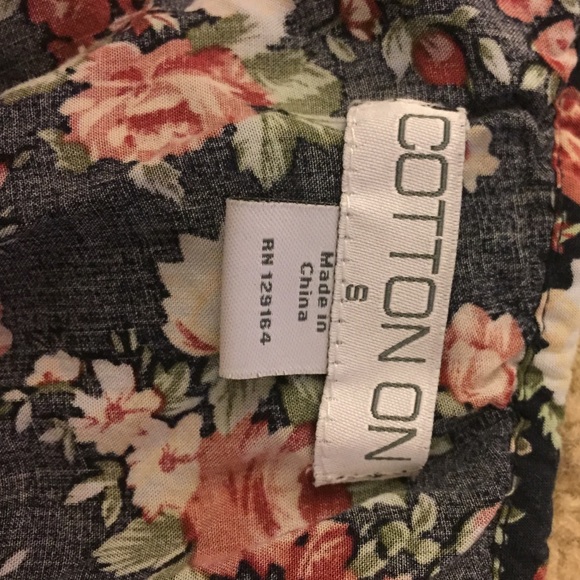 COTTON ON
S
Made in
China
RN 129164